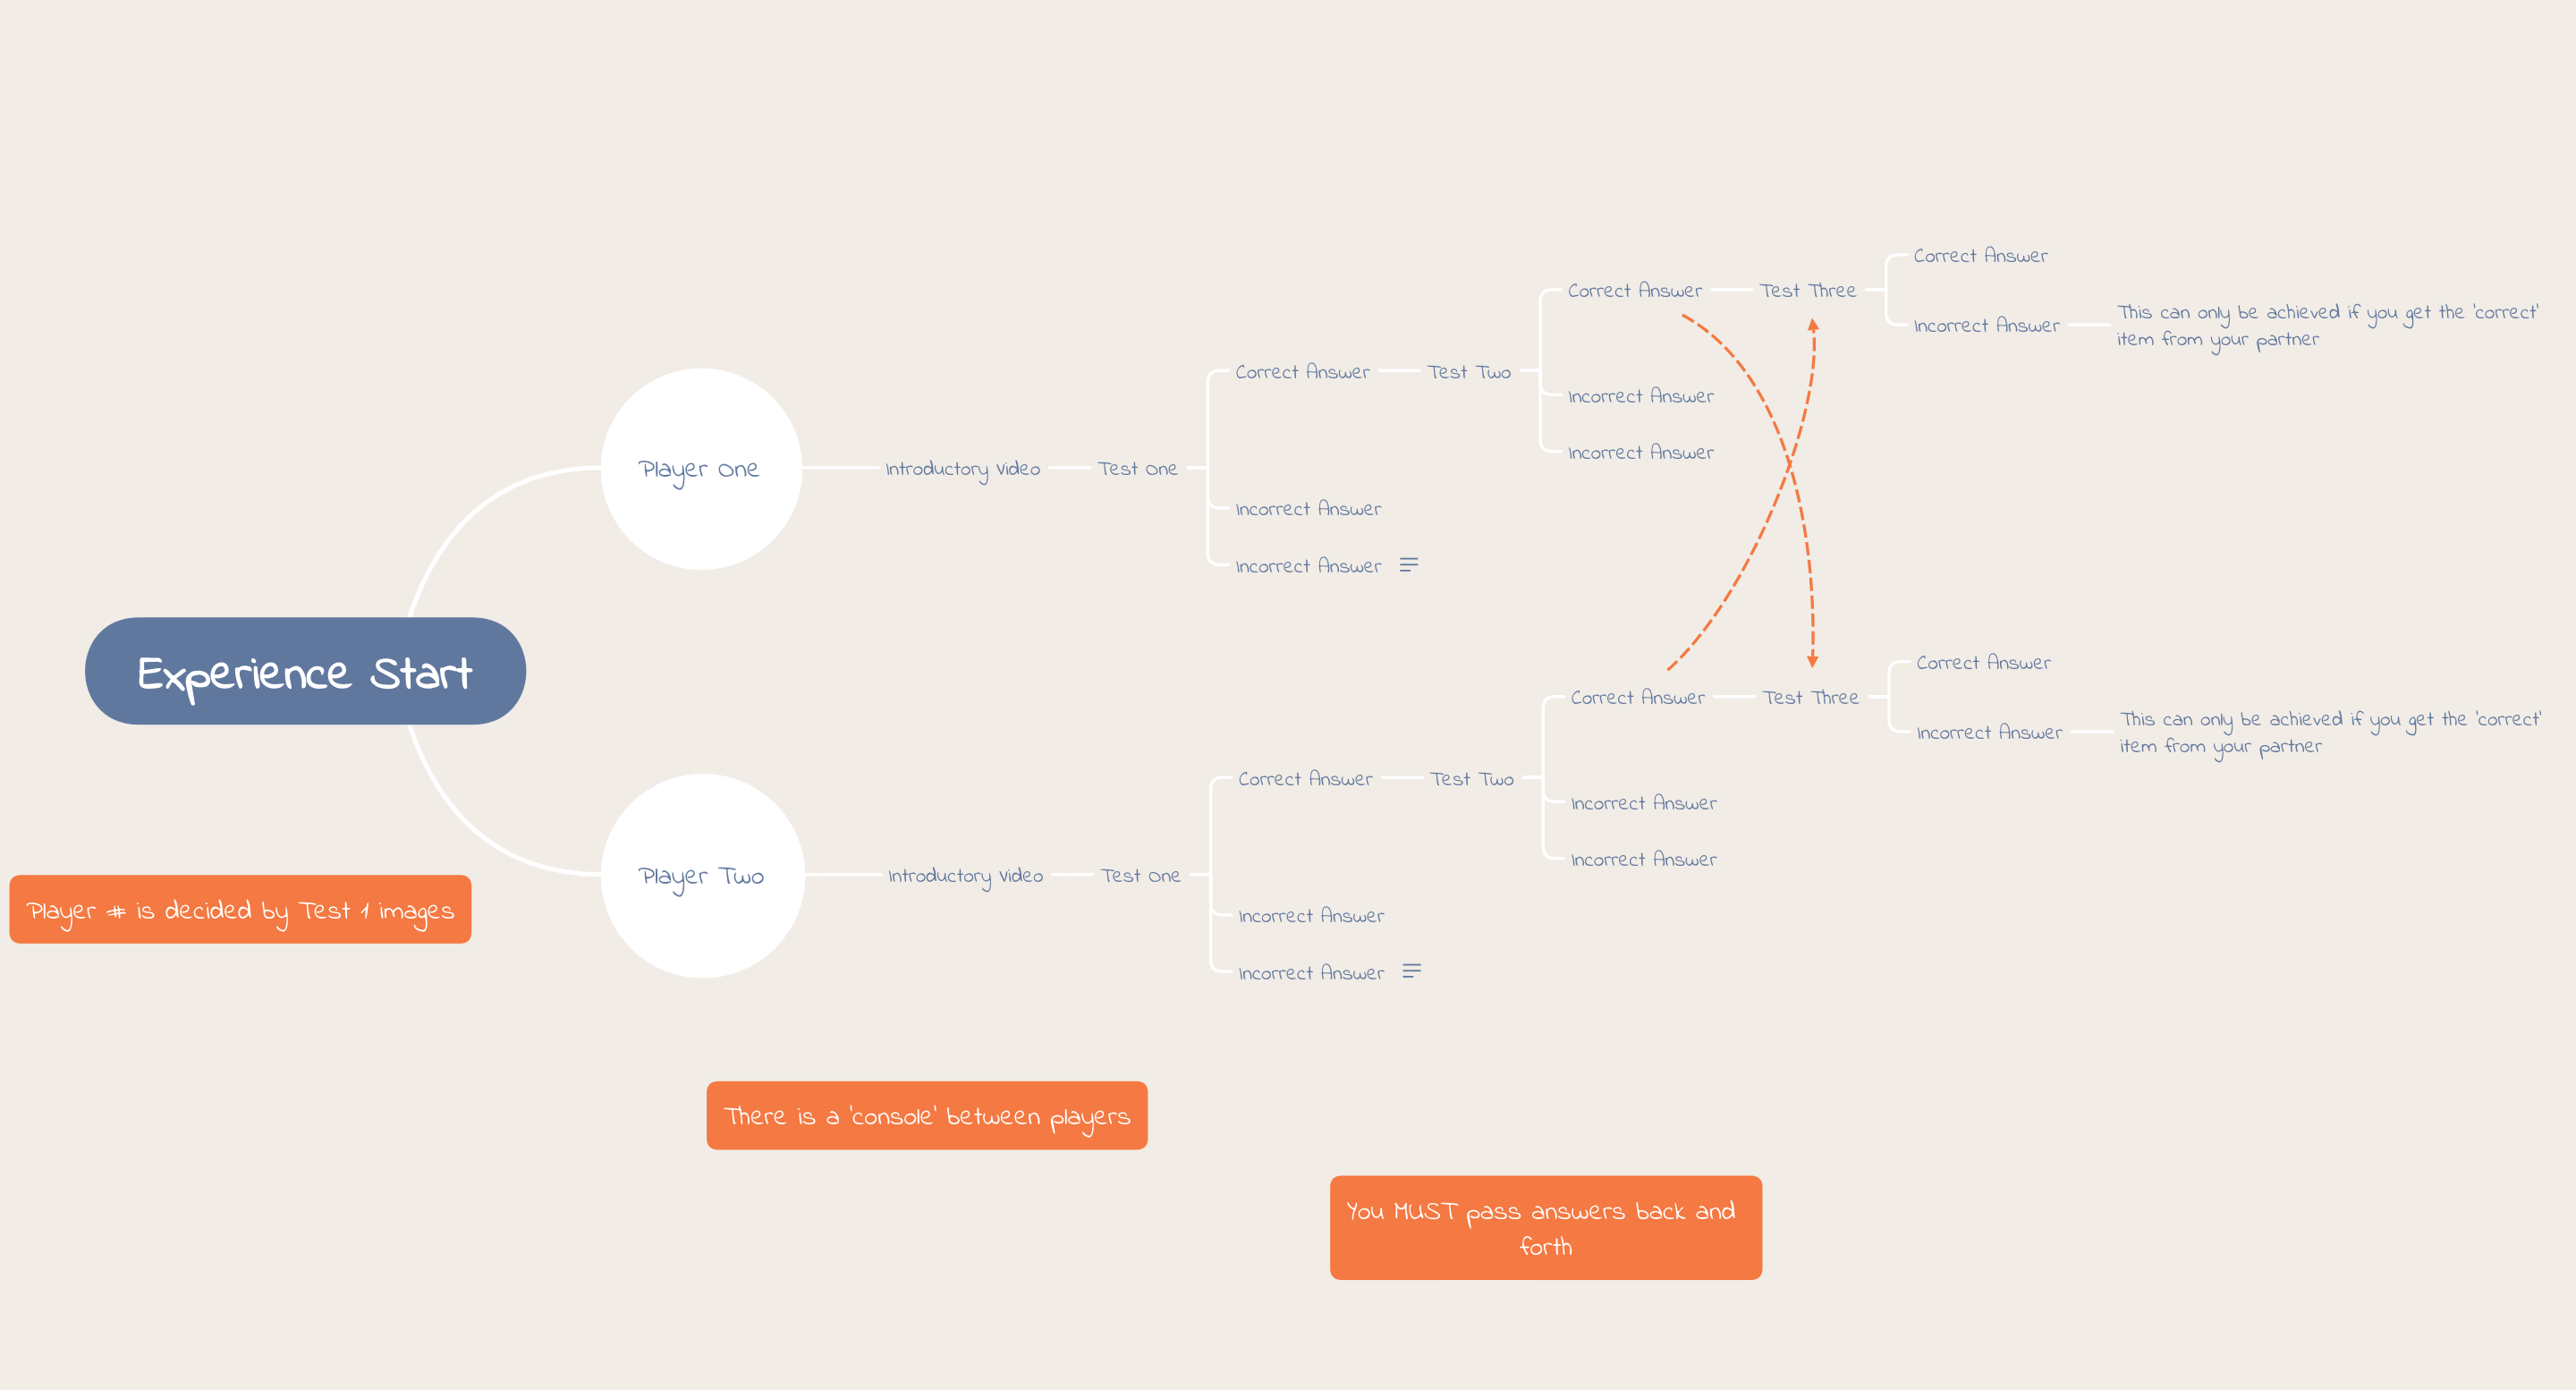 Correct Answer
Correct Answer
Test Three
This can only be achieved if you get the 'correct'
item from your partner
Incorrect Answer
Correct Answer
Test Two
Incorrect Answer
Incorrect Answer
Player One
Introductory Video
Test One
Incorrect Answer
Incorrect Answer
Experience Start
Correct Answer
Correct Answer
Test Three
This can only be achieved if you get the 'correct'
item from your partner
Incorrect Answer
Correct Answer
Test Two
Incorrect Answer
Incorrect Answer
Player Two
Introductory Video
Test One
Incorrect Answer
Incorrect Answer
Player # is decided by Test 1 images
There is a 'console' between players
You MUST pass answers back and
forth